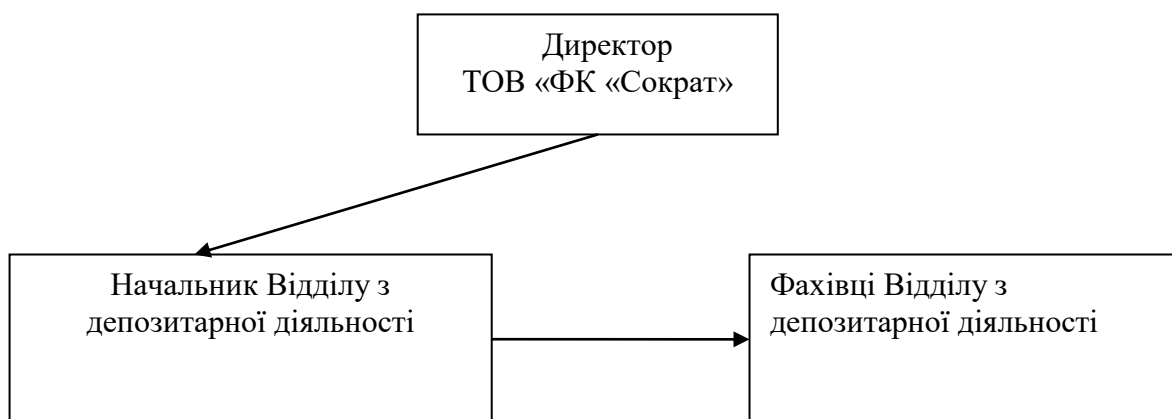 Директор
ТОВ «ФК «Сократ»
Начальник Відділу з
депозитарної діяльності
Фахівці Відділу з
депозитарної діяльності